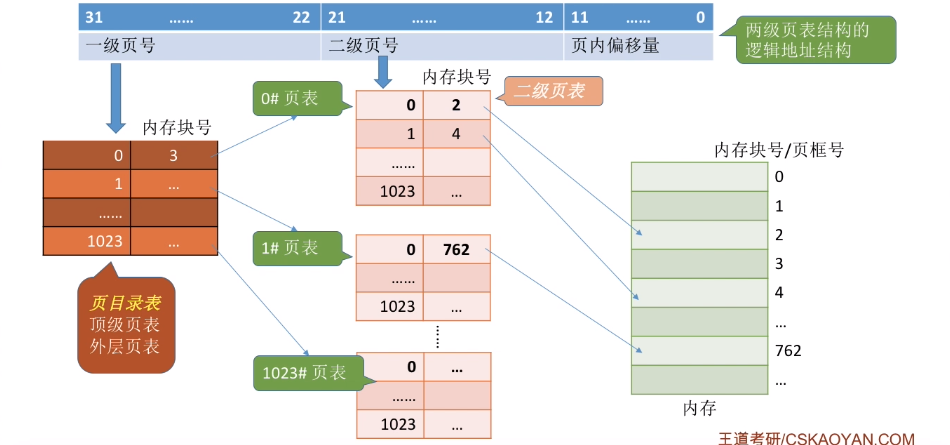 31 …… 22 21 …… 12 11 …… 0
一级页号 二级页号 页内偏移量
两级页表结构的
逻辑地址结构
内存块号
0 3
1 …
……
1023 …
页目录表
顶级页表
外层页表
0# 页表
内存块号
二级页表
0 2
1 4
……
1023 …
1# 页表
0 762
……
1023 …
……
1023# 页表
0 …
……
1023 …
内存块号/页框号
0
1
2
3
4
…
762
…
内存
王道考研/CSKAOYAN.COM